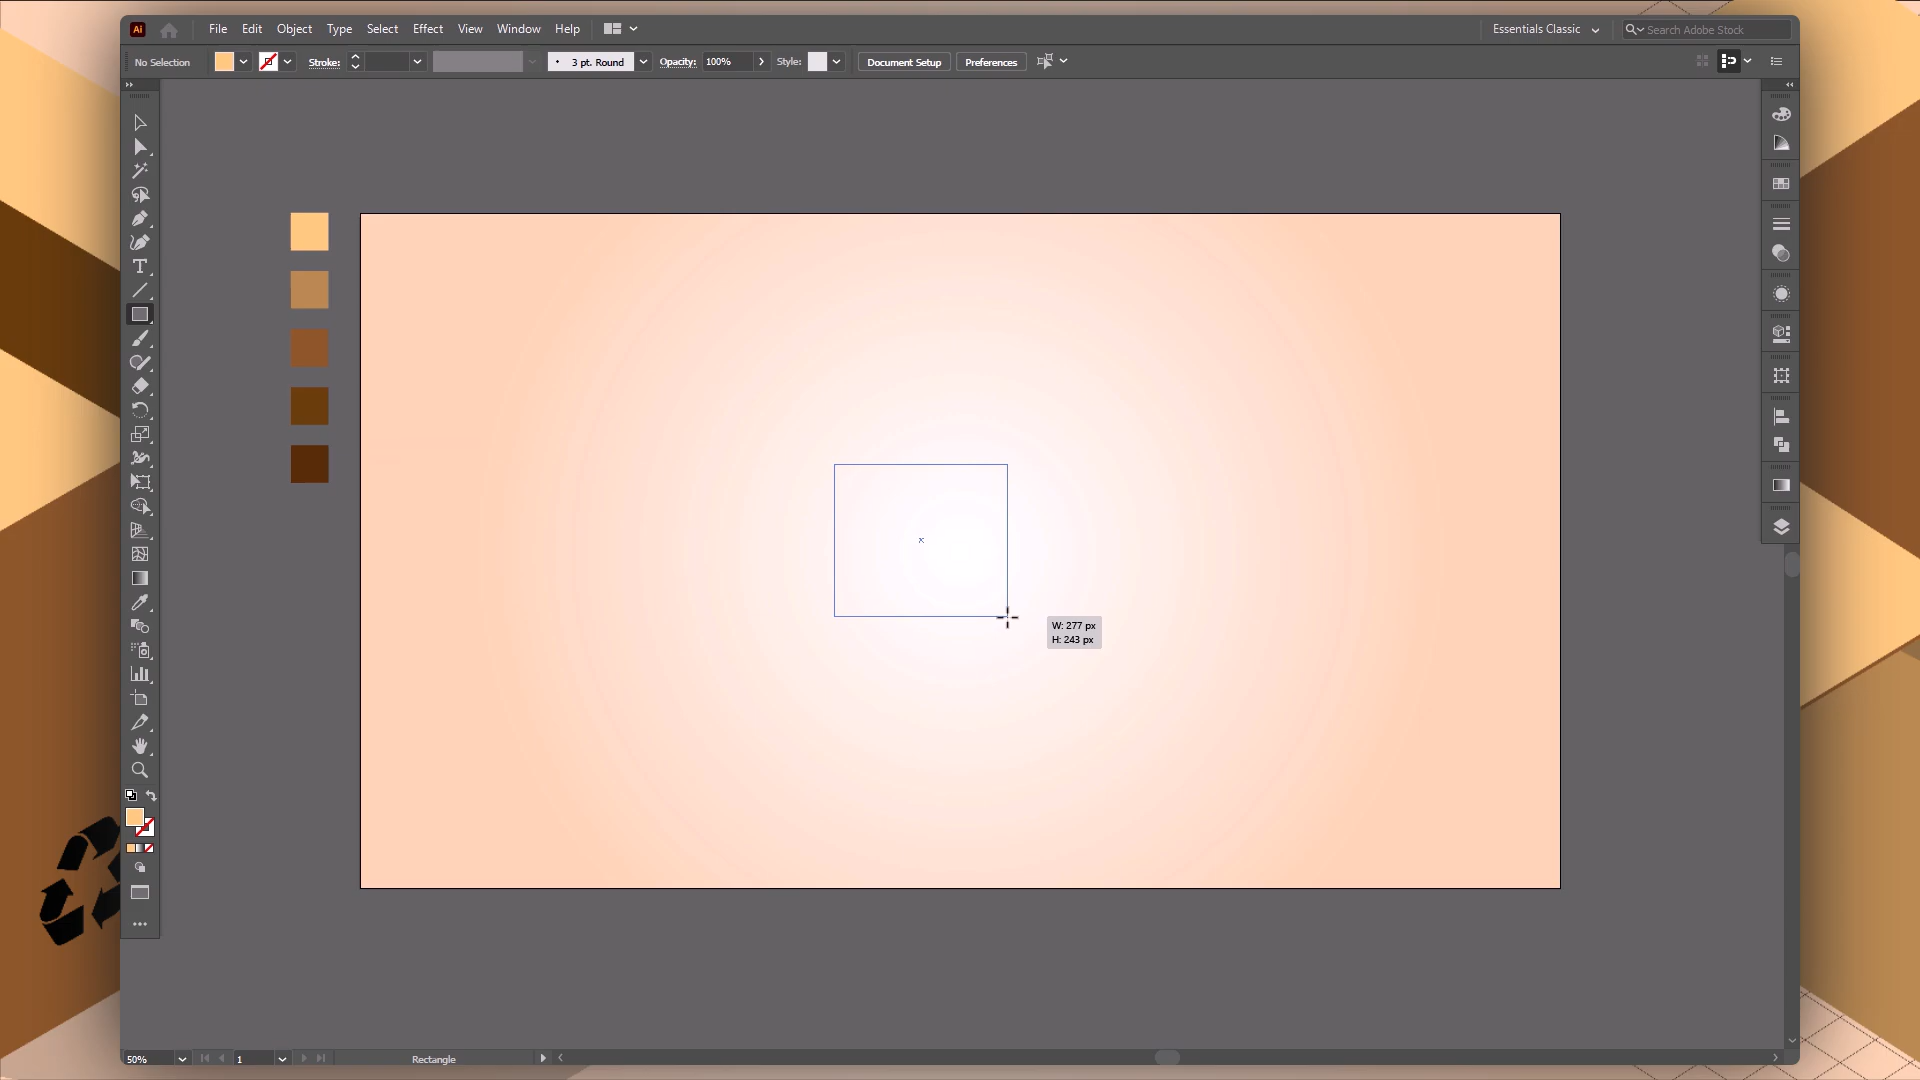 Ai File Edit Object Type Select Effect View Window Help Essentials Classic Search Adobe Stock
No Selection Stroke: 3 pt. Round Opacity: 100% Style: Document Setup Preferences
W: 277 px
H: 243 px
50% 1 Rectangle